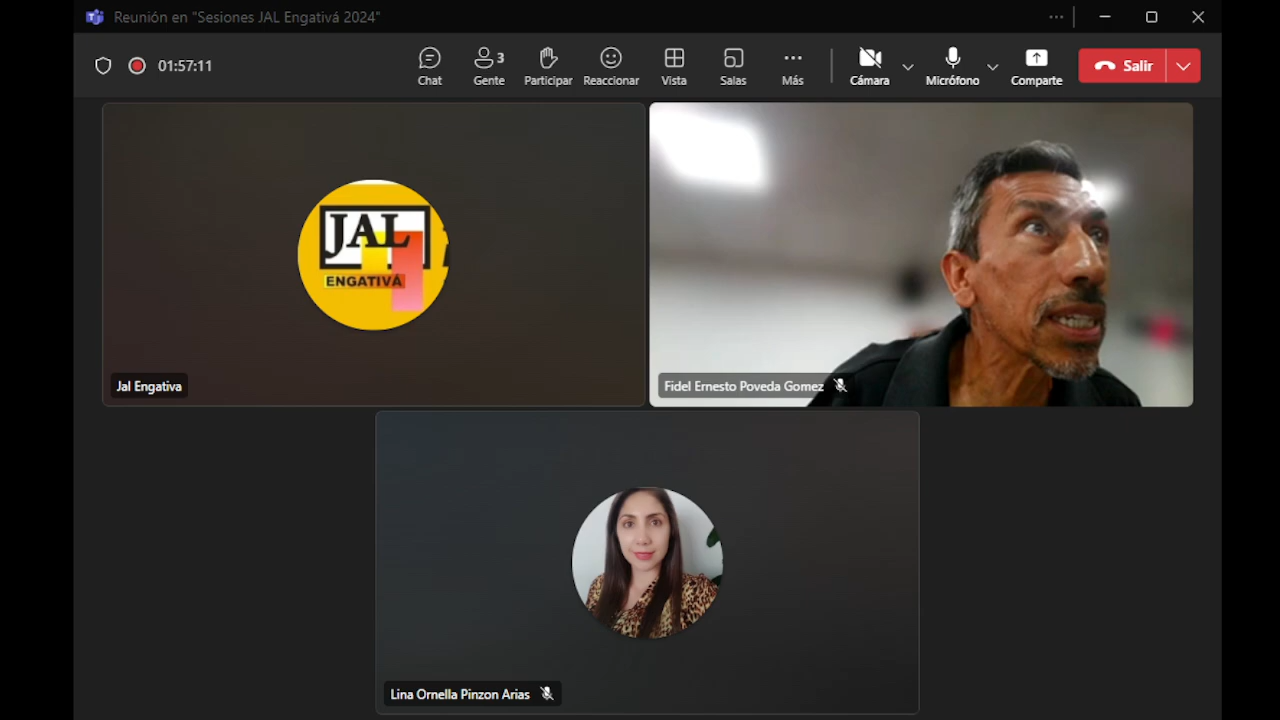 Reunión en "Sesiones JAL Engativá 2024"
01:57:11
Chat
Gente
3
Participar
Reaccionar
Vista
Salas
Más
Cámara
Micrófono
Comparte
Salir
JAL
ENGATIVÁ
Jal Engativa
Fidel Ernesto Poveda Gomez
Lina Ornella Pinzon Arias